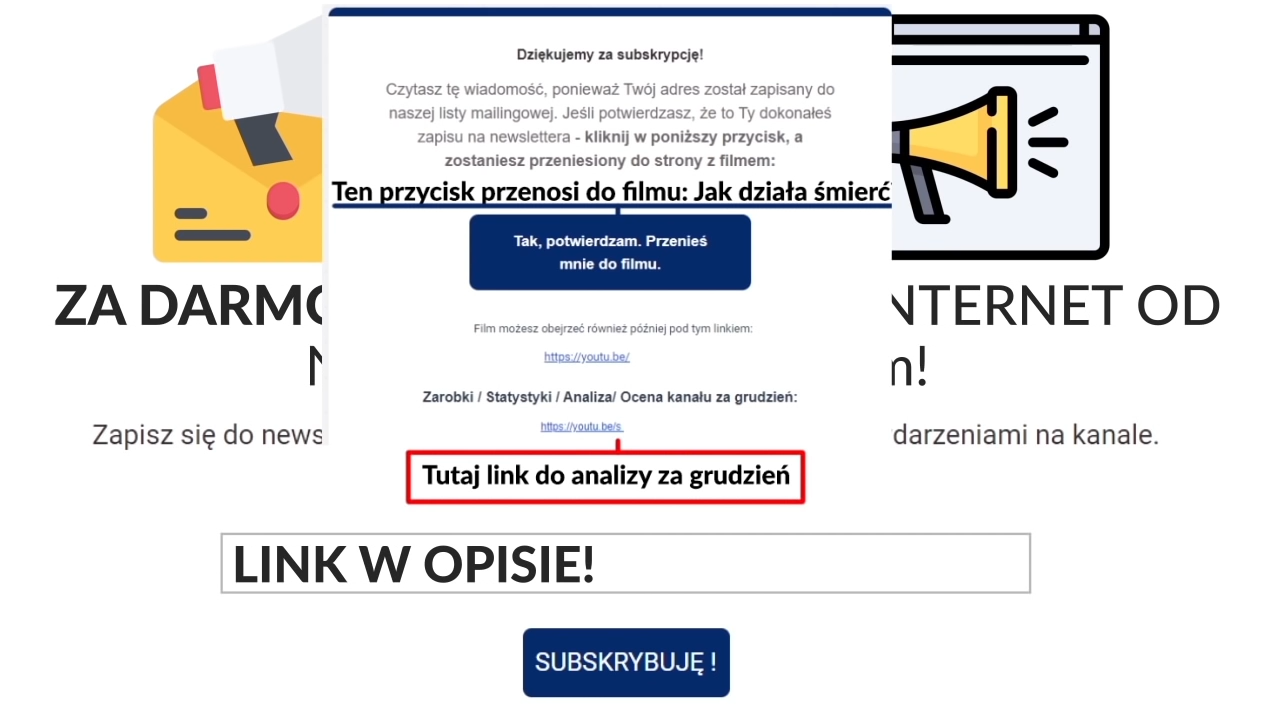 Dziękujemy za subskrypcję!
Czytasz tę wiadomość, ponieważ Twój adres został zapisany do
naszej listy mailingowej. Jeśli potwierdzasz, że to Ty dokonałeś
zapisu na newslettera - kliknij w poniższy przycisk, a
zostaniesz przeniesiony do strony z filmem:
Ten przycisk przenosi do filmu: Jak działa śmierć
Tak, potwierdzam. Przenieś
mnie do filmu.
ZA DARMO NTERNET OD
m!
Film możesz obejrzeć również później pod tym linkiem:
https://youtu.be/
Zarobki / Statystyki / Analiza/ Ocena kanału za grudzień:
https://youtu.be/s
Zapisz się do news darzeniami na kanale.
Tutaj link do analizy za grudzień
LINK W OPISIE!
SUBSKRYBUJĘ !